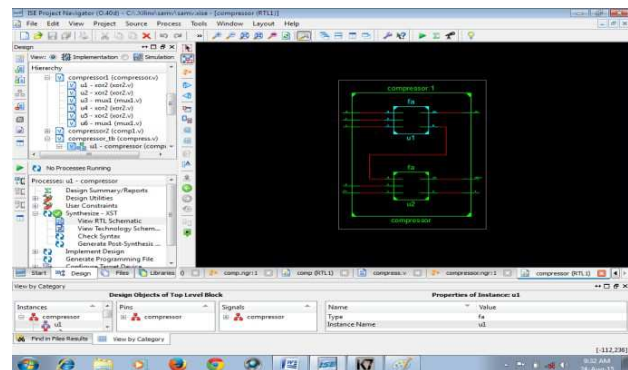 ISE Project Navigator (O.40d) - C:\Xilinx\samv\samv.xise - [compressor (RTL1)]
File Edit View Project Source Process Tools Window Layout Help
Design
View: Implementation Simulation
Hierarchy
compressor1 (compressor.v)
u1 - xor2 (xor2.v)
u2 - xor2 (xor2.v)
u3 - mux1 (mux1.v)
u4 - xor2 (xor2.v)
u5 - xor2 (xor2.v)
u6 - mux1 (mux1.v)
compressor2 (comp1.v)
compressor_tb (compress.v)
u1 - compressor (compr
No Processes Running
Processes: u1 - compressor
Design Summary/Reports
Design Utilities
User Constraints
Synthesize - XST
View RTL Schematic
View Technology Schem...
Check Syntax
Generate Post-Synthesis ...
Implement Design
Generate Programming File
Configure Target Device
compressor:1
fa
u1
fa
u2
compressor
Start Design Files Libraries
comp.ngr:1 comp (RTL1) compress.v compressor.ngr:1 compressor (RTL1)
View by Category
Design Objects of Top Level Block Properties of Instance: u1
Instances Pins Signals Name Value
compressor compressor compressor Type fa
u1 Instance Name u1
Find in Files Results View by Category
[-112,236]
9:32 AM